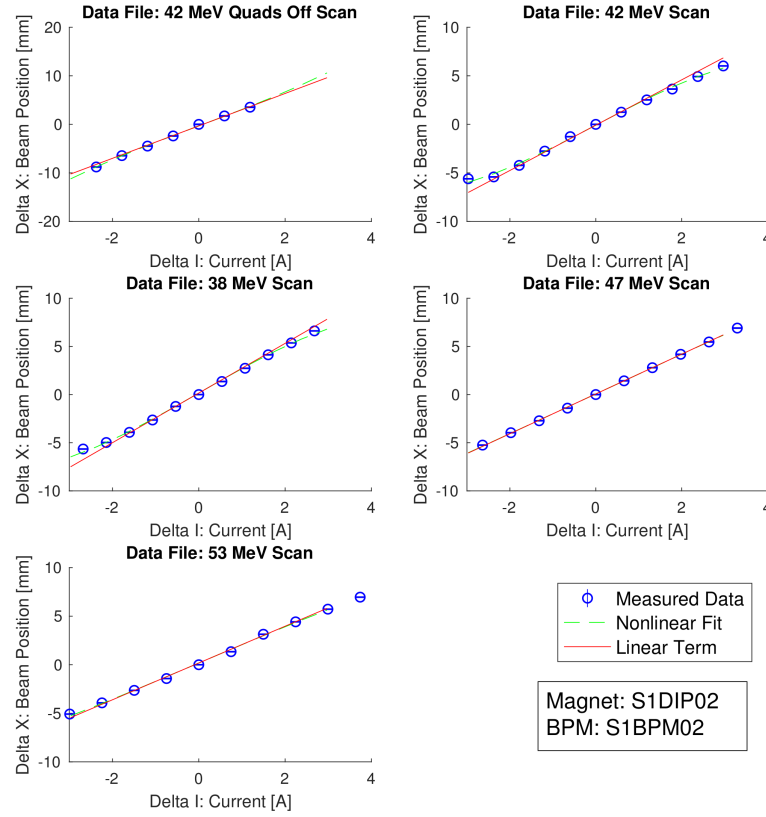 Data File: 42 MeV Quads Off Scan
Delta X: Beam Position [mm]
20
10
0
-10
-20
-2
0
2
4
Delta I: Current [A]
Data File: 42 MeV Scan
Delta X: Beam Position [mm]
10
5
0
-5
-10
-2
0
2
4
Delta I: Current [A]
Data File: 38 MeV Scan
Delta X: Beam Position [mm]
10
5
0
-5
-10
-2
0
2
4
Delta I: Current [A]
Data File: 47 MeV Scan
Delta X: Beam Position [mm]
10
5
0
-5
-10
-2
0
2
4
Delta I: Current [A]
Data File: 53 MeV Scan
Delta X: Beam Position [mm]
10
5
0
-5
-10
-2
0
2
4
Delta I: Current [A]
Measured Data
Nonlinear Fit
Linear Term
Magnet: S1DIP02
BPM: S1BPM02